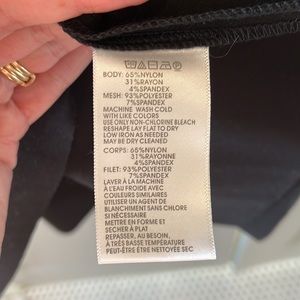 BODY: 65%NYLON
31%RAYON
4%SPANDEX
MESH: 93%POLYESTER
7%SPANDEX
MACHINE WASH COLD
WITH LIKE COLORS
USE ONLY NON-CHLORINE BLEACH
RESHAPE LAY FLAT TO DRY
LOW IRON AS NEEDED
MAY BE DRY CLEANED
CORPS: 65%NYLON
31%RAYONNE
4%SPANDEX
FILET: 93%POLYESTER
7%SPANDEX
LAVER À LA MACHINE
À L'EAU FROIDE AVEC
COULEURS SIMILAIRES
UTILISER UN AGENT DE
BLANCHIMENT SANS CHLORE
SI NÉCESSAIRE
METTRE EN FORME ET
SÉCHER À PLAT
REPASSER, AU BESOIN,
À TRÈS BASSE TEMPÉRATURE
PEUT-ÊTRE NETTOYÉE SEC